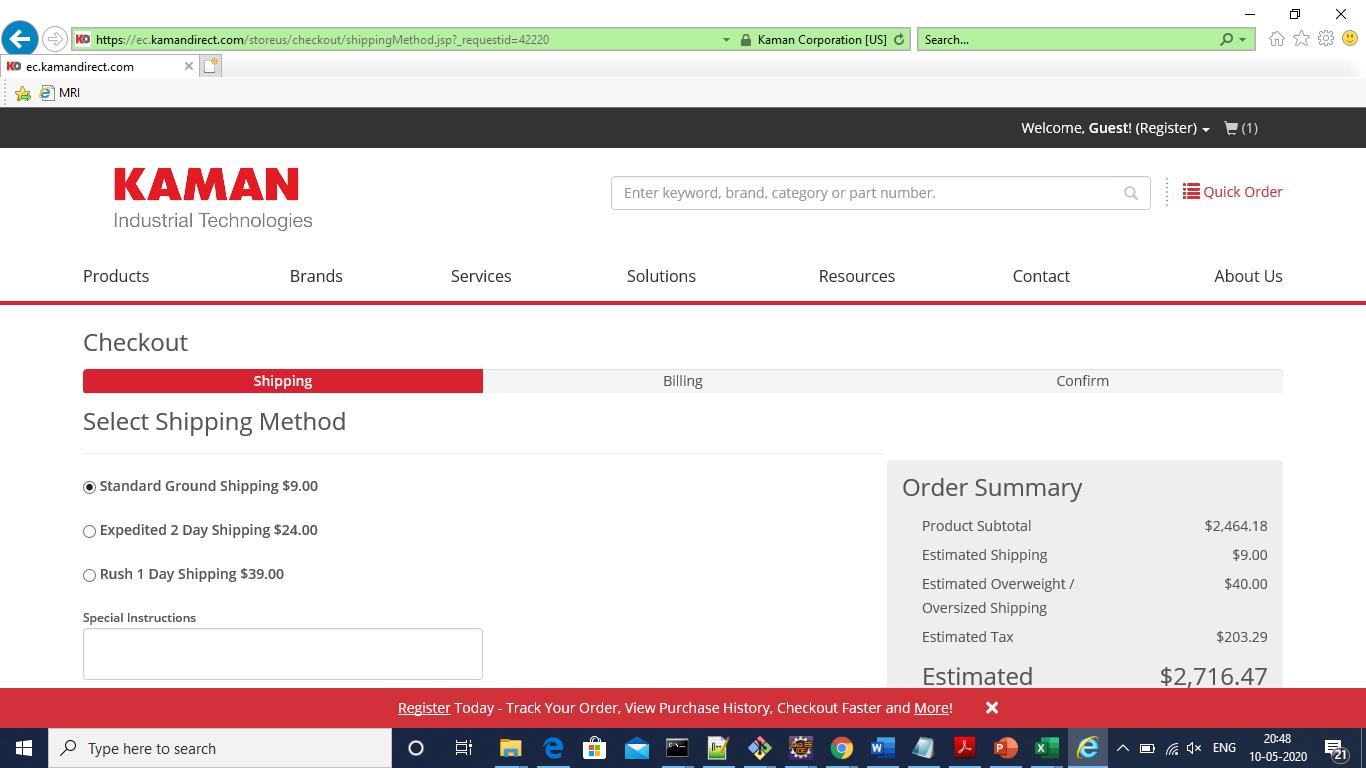 https://ec.kamandirect.com/storeus/checkout/shippingMethod.jsp?_requestid=42220
Kaman Corporation [US]
Search...
ec.kamandirect.com
MRI
Welcome, Guest! (Register)
(1)
KAMAN
Industrial Technologies
Enter keyword, brand, category or part number.
Quick Order
Products
Brands
Services
Solutions
Resources
Contact
About Us
Checkout
Shipping
Billing
Confirm
Select Shipping Method
Standard Ground Shipping $9.00
Expedited 2 Day Shipping $24.00
Rush 1 Day Shipping $39.00
Special Instructions
Order Summary
Product Subtotal $2,464.18
Estimated Shipping $9.00
Estimated Overweight / $40.00
Oversized Shipping
Estimated Tax $203.29
Estimated $2,716.47
Register Today - Track Your Order, View Purchase History, Checkout Faster and More!
Type here to search
ENG
20:48
10-05-2020
21